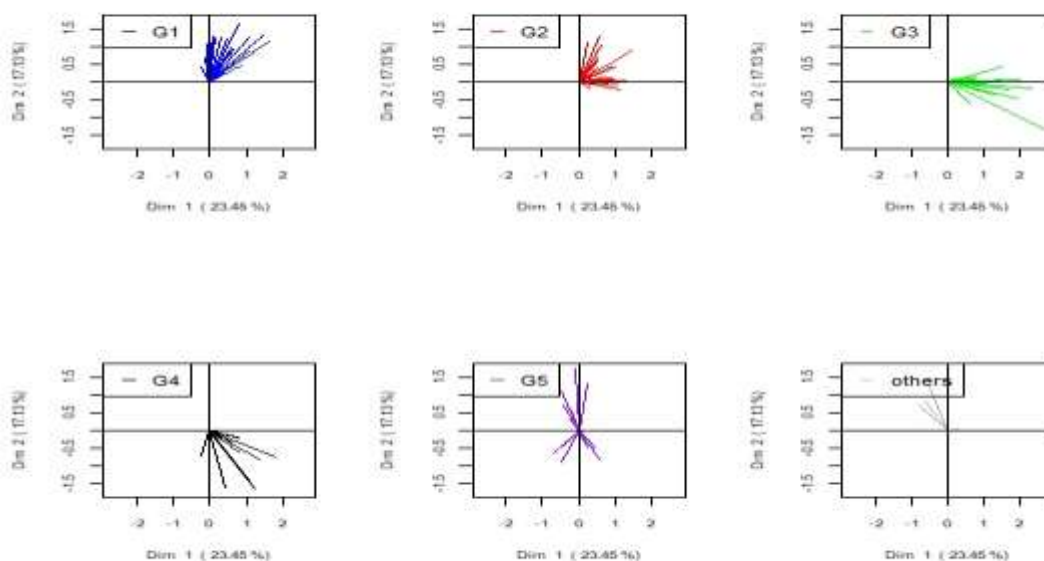 G1 G2 G3
Dim 2 ( 17.13%) Dim 2 ( 17.13%) Dim 2 ( 17.13%)
1.5 1.5 1.5
0.5 0.5 0.5
-0.5 -0.5 -0.5
-1.5 -1.5 -1.5
-2 -1 0 1 2 -2 -1 0 1 2 -2 -1 0 1 2
Dim 1 ( 23.45 %) Dim 1 ( 23.45 %) Dim 1 ( 23.45 %)
G4 G5 others
Dim 2 ( 17.13%) Dim 2 ( 17.13%) Dim 2 ( 17.13%)
1.5 1.5 1.5
0.5 0.5 0.5
-0.5 -0.5 -0.5
-1.5 -1.5 -1.5
-2 -1 0 1 2 -2 -1 0 1 2 -2 -1 0 1 2
Dim 1 ( 23.45 %) Dim 1 ( 23.45 %) Dim 1 ( 23.45 %)